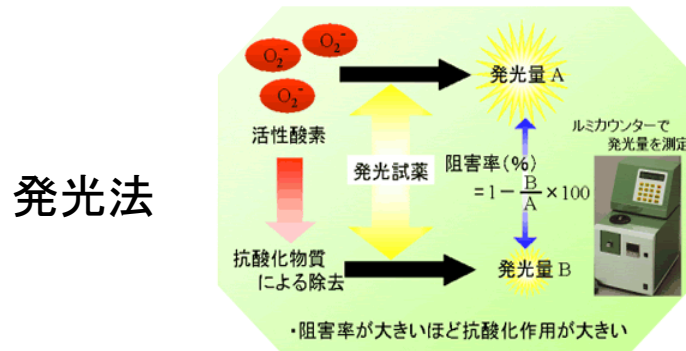 発光法
O₂⁻
O₂⁻
O₂⁻
活性酸素
発光量 A
ルミカウンターで
発光量を測定
発光試薬
阻害率(%)
=1－B/A×100
抗酸化物質
による除去
発光量 B
・阻害率が大きいほど抗酸化作用が大きい